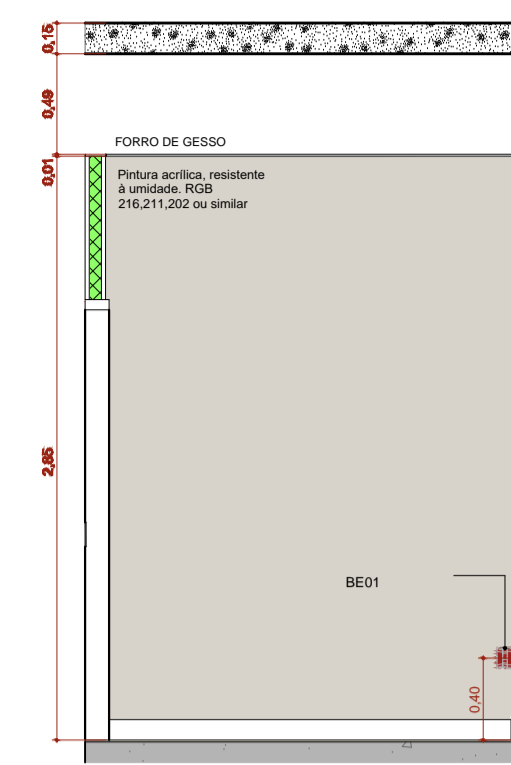 0,15
0,49
FORRO DE GESSO
0,01
Pintura acrílica, resistente
à umidade. RGB
216,211,202 ou similar
2,85
BE01
0,40